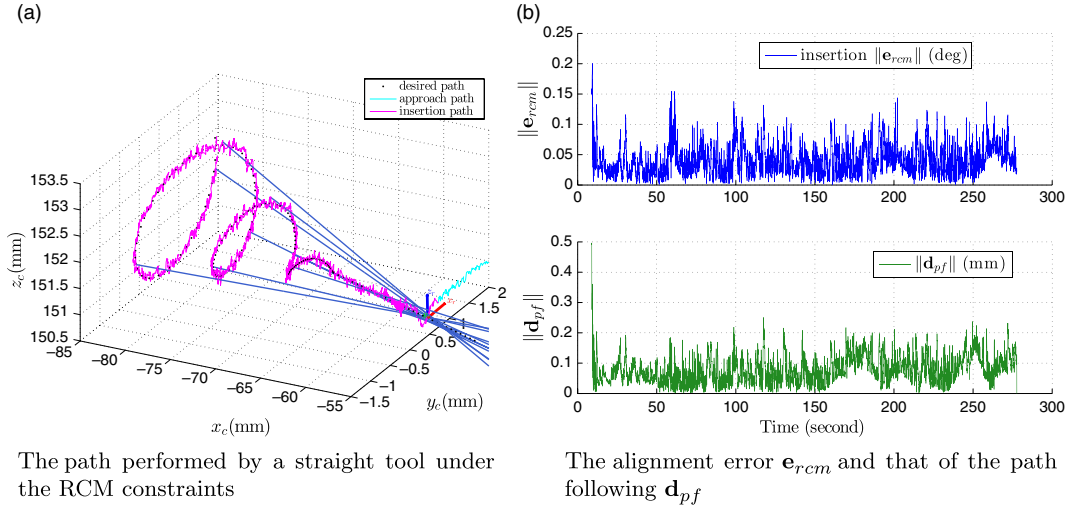 (a)
desired path
approach path
insertion path
153.5
153
152.5
152
151.5
151
150.5
z_c(mm)
−85
−80
−75
−70
−65
−60
−55
x_c(mm)
−1.5
−1
−0.5
0
0.5
1
1.5
2
y_c(mm)
The path performed by a straight tool under
the RCM constraints
(b)
0.25
0.2
0.15
0.1
0.05
0
‖e_rcm‖
insertion ‖e_rcm‖ (deg)
0 50 100 150 200 250 300
0.5
0.4
0.3
0.2
0.1
0
‖d_pf‖
‖d_pf‖ (mm)
0 50 100 150 200 250 300
Time (second)
The alignment error e_rcm and that of the path
following d_pf